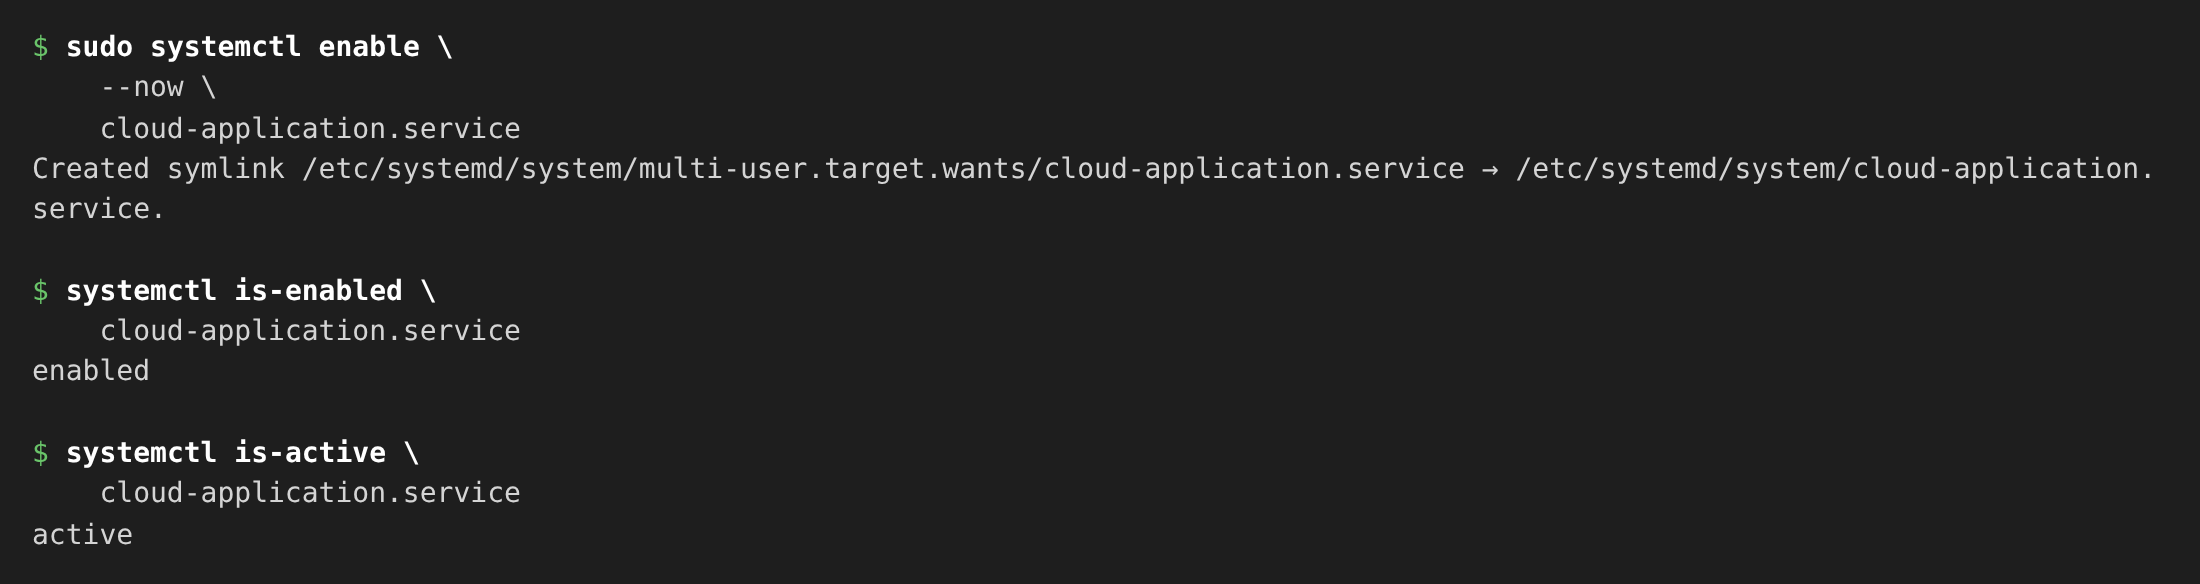 $ sudo systemctl enable \
    --now \
    cloud-application.service
Created symlink /etc/systemd/system/multi-user.target.wants/cloud-application.service → /etc/systemd/system/cloud-application.
service.

$ systemctl is-enabled \
    cloud-application.service
enabled

$ systemctl is-active \
    cloud-application.service
active